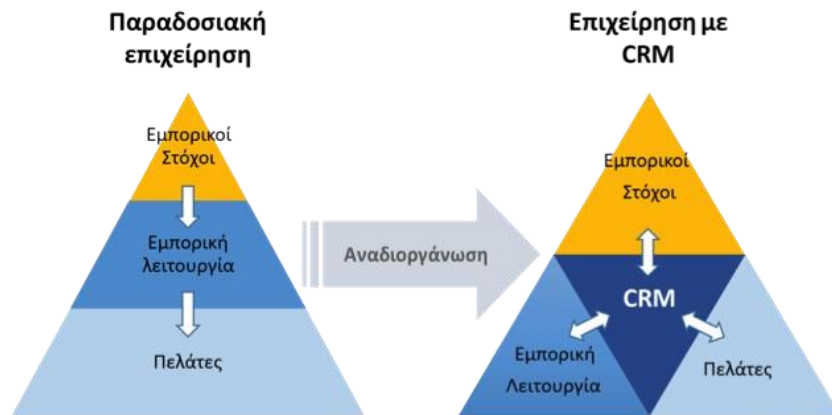 Παραδοσιακή
επιχείρηση
Εμπορικοί
Στόχοι
Εμπορική
λειτουργία
Πελάτες
Αναδιοργάνωση
Επιχείρηση με
CRM
Εμπορικοί
Στόχοι
CRM
Εμπορική
Λειτουργία
Πελάτες